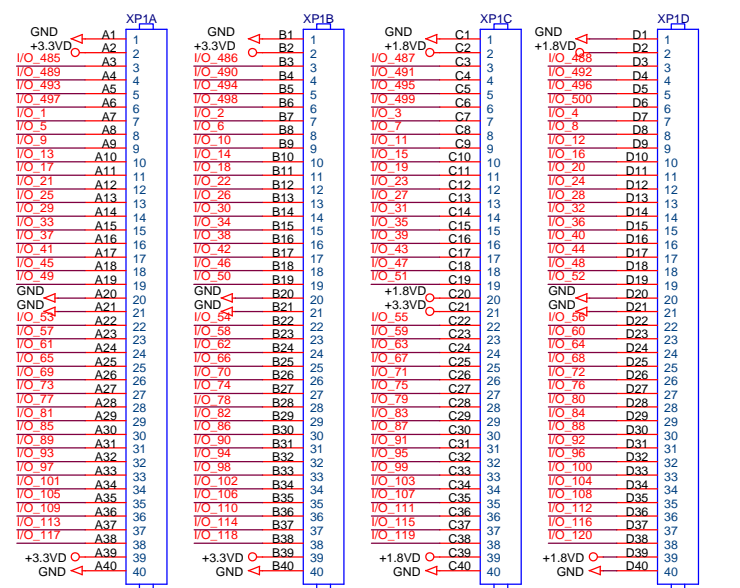 XP1A
GND A1 1
+3.3VD A2 2
I/O_485 A3 3
I/O_489 A4 4
I/O_493 A5 5
I/O_497 A6 6
I/O_1 A7 7
I/O_5 A8 8
I/O_9 A9 9
I/O_13 A10 10
I/O_17 A11 11
I/O_21 A12 12
I/O_25 A13 13
I/O_29 A14 14
I/O_33 A15 15
I/O_37 A16 16
I/O_41 A17 17
I/O_45 A18 18
I/O_49 A19 19
GND A20 20
GND A21 21
I/O_53 A22 22
I/O_57 A23 23
I/O_61 A24 24
I/O_65 A25 25
I/O_69 A26 26
I/O_73 A27 27
I/O_77 A28 28
I/O_81 A29 29
I/O_85 A30 30
I/O_89 A31 31
I/O_93 A32 32
I/O_97 A33 33
I/O_101 A34 34
I/O_105 A35 35
I/O_109 A36 36
I/O_113 A37 37
I/O_117 A38 38
+3.3VD A39 39
GND A40 40
XP1B
GND B1 1
+3.3VD B2 2
I/O_486 B3 3
I/O_490 B4 4
I/O_494 B5 5
I/O_498 B6 6
I/O_2 B7 7
I/O_6 B8 8
I/O_10 B9 9
I/O_14 B10 10
I/O_18 B11 11
I/O_22 B12 12
I/O_26 B13 13
I/O_30 B14 14
I/O_34 B15 15
I/O_38 B16 16
I/O_42 B17 17
I/O_46 B18 18
I/O_50 B19 19
GND B20 20
GND B21 21
I/O_54 B22 22
I/O_58 B23 23
I/O_62 B24 24
I/O_66 B25 25
I/O_70 B26 26
I/O_74 B27 27
I/O_78 B28 28
I/O_82 B29 29
I/O_86 B30 30
I/O_90 B31 31
I/O_94 B32 32
I/O_98 B33 33
I/O_102 B34 34
I/O_106 B35 35
I/O_110 B36 36
I/O_114 B37 37
I/O_118 B38 38
+3.3VD B39 39
GND B40 40
XP1C
GND C1 1
+1.8VD C2 2
I/O_487 C3 3
I/O_491 C4 4
I/O_495 C5 5
I/O_499 C6 6
I/O_3 C7 7
I/O_7 C8 8
I/O_11 C9 9
I/O_15 C10 10
I/O_19 C11 11
I/O_23 C12 12
I/O_27 C13 13
I/O_31 C14 14
I/O_35 C15 15
I/O_39 C16 16
I/O_43 C17 17
I/O_47 C18 18
I/O_51 C19 19
+1.8VD C20 20
+3.3VD C21 21
I/O_55 C22 22
I/O_59 C23 23
I/O_63 C24 24
I/O_67 C25 25
I/O_71 C26 26
I/O_75 C27 27
I/O_79 C28 28
I/O_83 C29 29
I/O_87 C30 30
I/O_91 C31 31
I/O_95 C32 32
I/O_99 C33 33
I/O_103 C34 34
I/O_107 C35 35
I/O_111 C36 36
I/O_115 C37 37
I/O_119 C38 38
+1.8VD C39 39
GND C40 40
XP1D
GND D1 1
+1.8VD D2 2
I/O_488 D3 3
I/O_492 D4 4
I/O_496 D5 5
I/O_500 D6 6
I/O_4 D7 7
I/O_8 D8 8
I/O_12 D9 9
I/O_16 D10 10
I/O_20 D11 11
I/O_24 D12 12
I/O_28 D13 13
I/O_32 D14 14
I/O_36 D15 15
I/O_40 D16 16
I/O_44 D17 17
I/O_48 D18 18
I/O_52 D19 19
GND D20 20
GND D21 21
I/O_56 D22 22
I/O_60 D23 23
I/O_64 D24 24
I/O_68 D25 25
I/O_72 D26 26
I/O_76 D27 27
I/O_80 D28 28
I/O_84 D29 29
I/O_88 D30 30
I/O_92 D31 31
I/O_96 D32 32
I/O_100 D33 33
I/O_104 D34 34
I/O_108 D35 35
I/O_112 D36 36
I/O_116 D37 37
I/O_120 D38 38
+1.8VD D39 39
GND D40 40